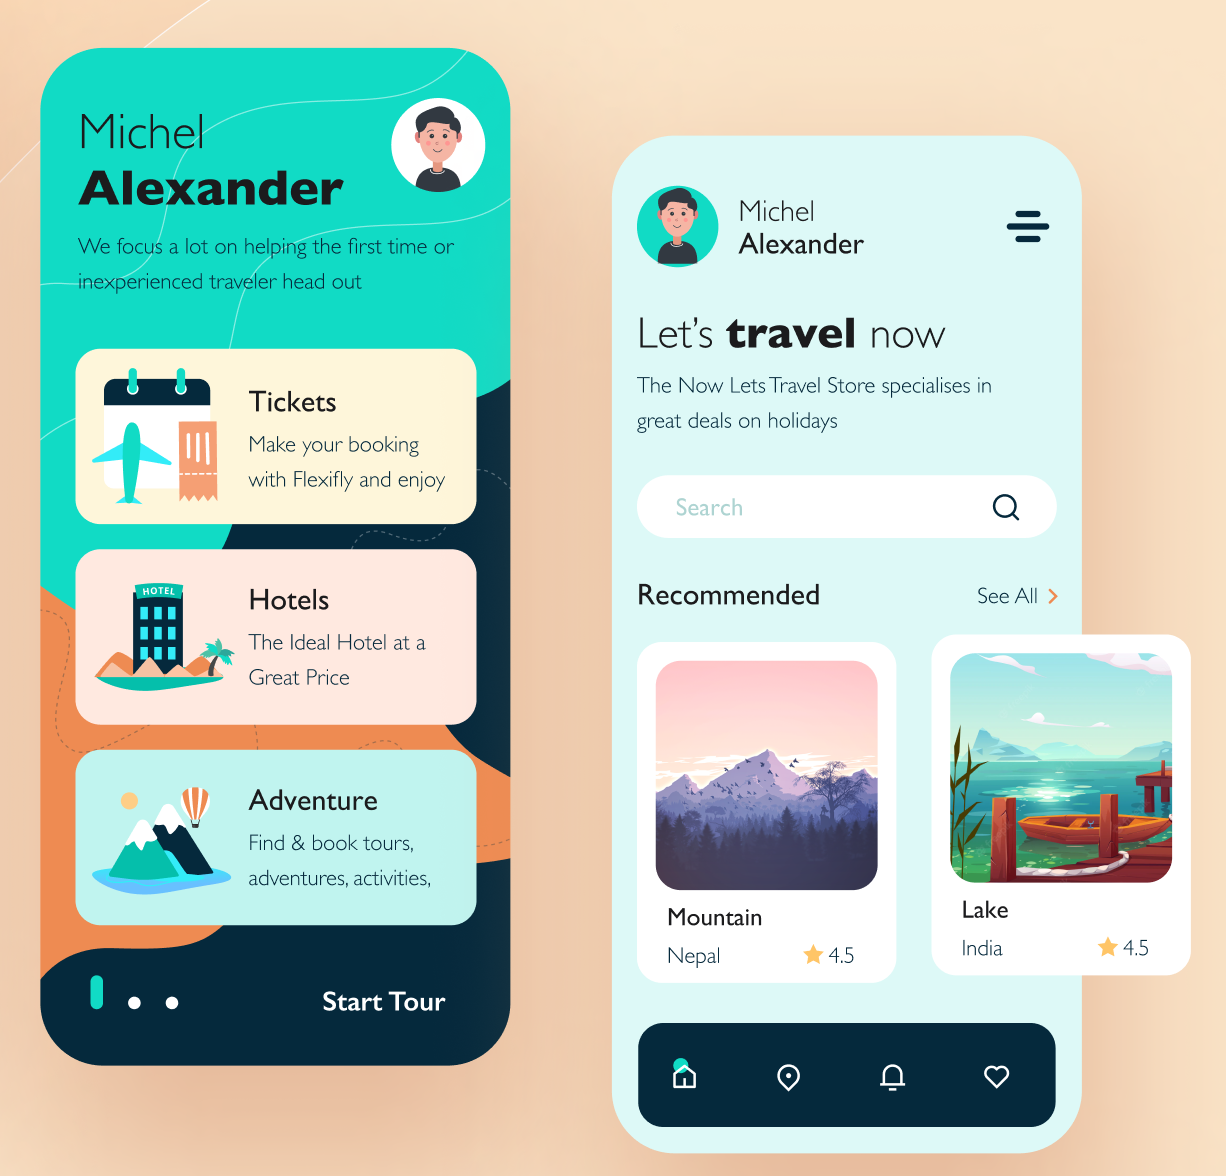 Michel
Alexander
We focus a lot on helping the first time or
inexperienced traveler head out
Tickets
Make your booking
with Flexifly and enjoy
HOTEL
Hotels
The Ideal Hotel at a
Great Price
Adventure
Find & book tours,
adventures, activities,
Start Tour
Michel
Alexander
Let's travel now
The Now Lets Travel Store specialises in
great deals on holidays
Search
Recommended
See All
Mountain
Nepal
4.5
Lake
India
4.5